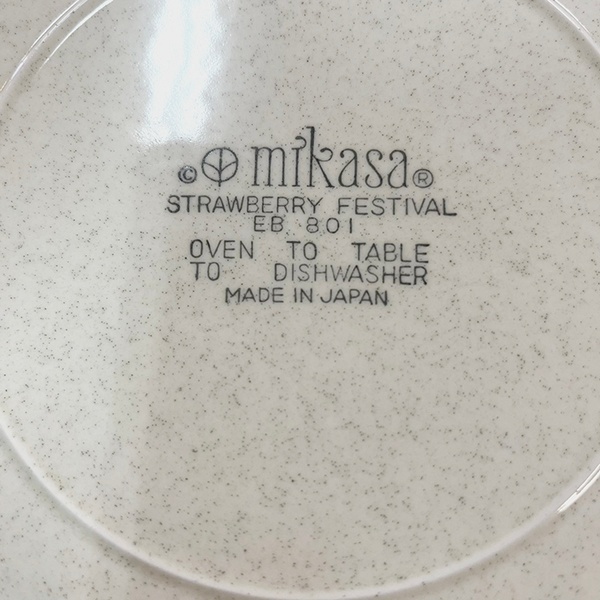 © mikasa®
STRAWBERRY FESTIVAL
EB 801
OVEN TO TABLE
TO DISHWASHER
MADE IN JAPAN